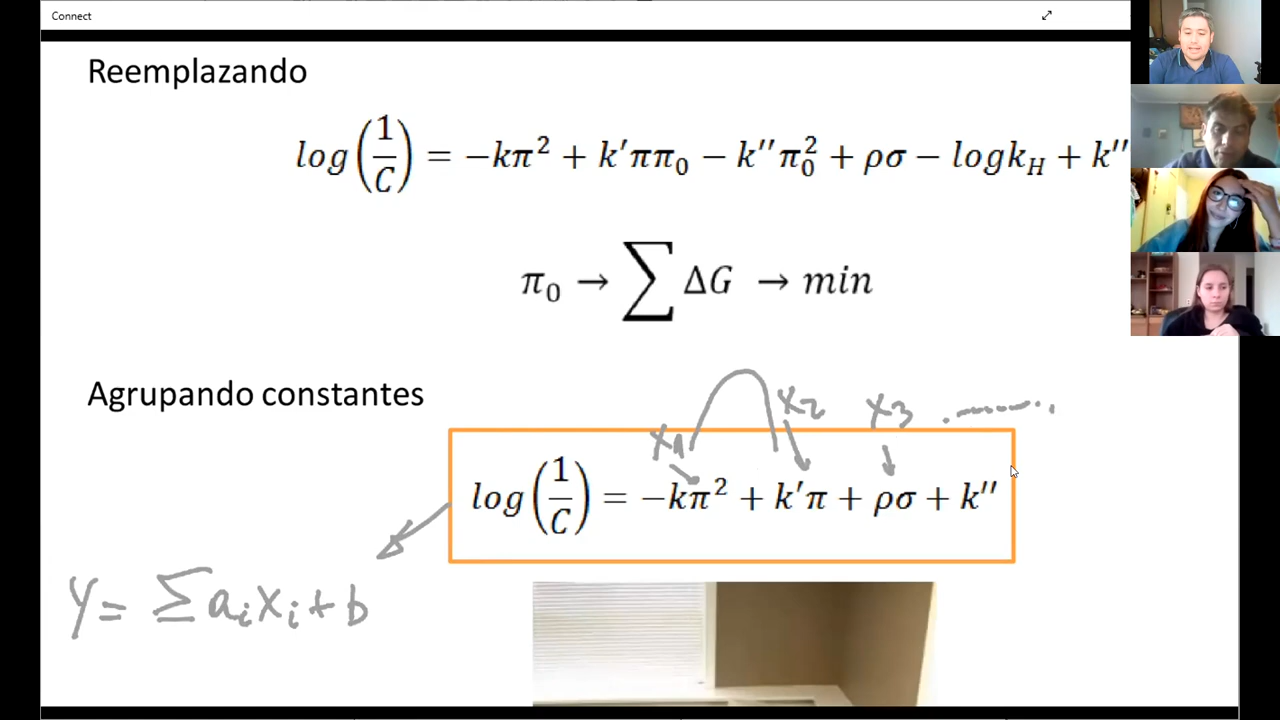 Connect
Reemplazando
log(1/C) = −kπ² + k′ππ₀ − k″π₀² + ρσ − logk_H + k″
π₀ → ∑ ΔG → min
Agrupando constantes
x1 x2 x3 ..........
log(1/C) = −kπ² + k′π + ρσ + k″
y = ∑aᵢxᵢ+b